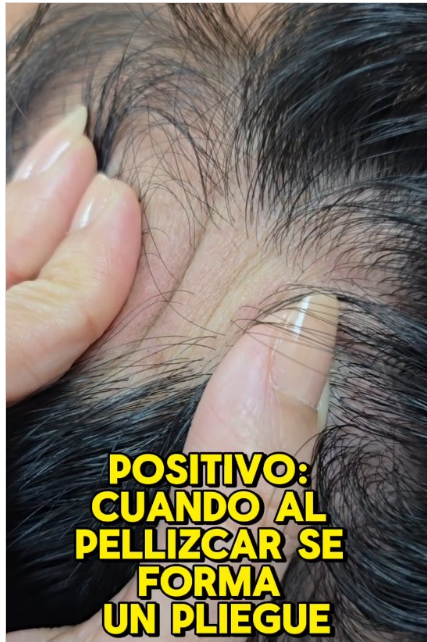 POSITIVO:
CUANDO AL
PELLIZCAR SE
FORMA
UN PLIEGUE